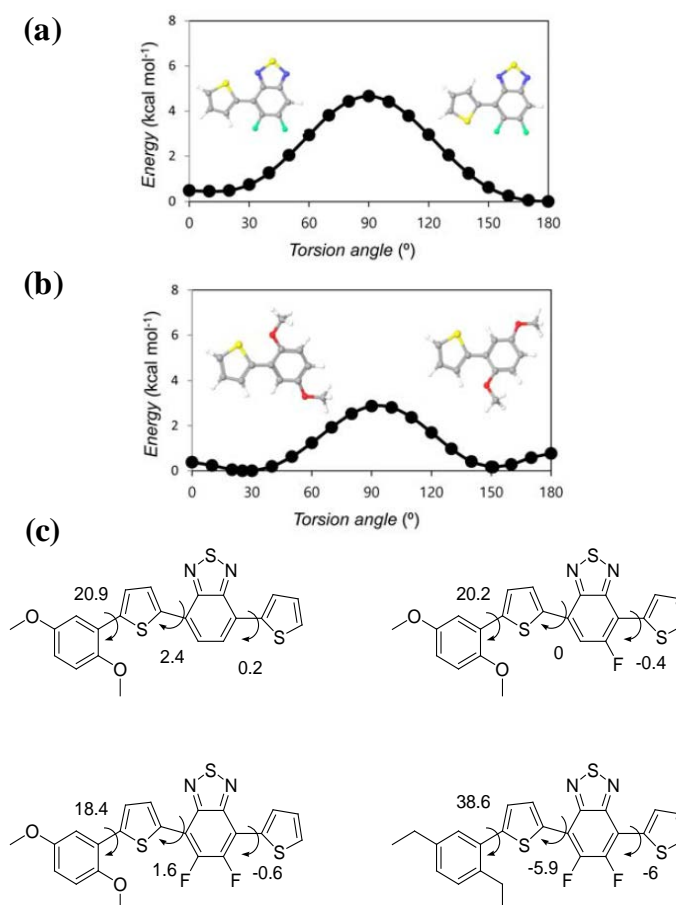 (a)
8
6
4
2
0
Energy (kcal mol-1)
0 30 60 90 120 150 180
Torsion angle (º)
(b)
8
6
4
2
0
Energy (kcal mol-1)
0 30 60 90 120 150 180
Torsion angle (º)
(c)
S
N N
20.9
O
S
S
2.4
0.2
O
S
N N
20.2
O
S
S
0
F
-0.4
O
S
N N
18.4
O
S
S
1.6
F F
-0.6
O
S
N N
38.6
S
S
-5.9
F F
-6